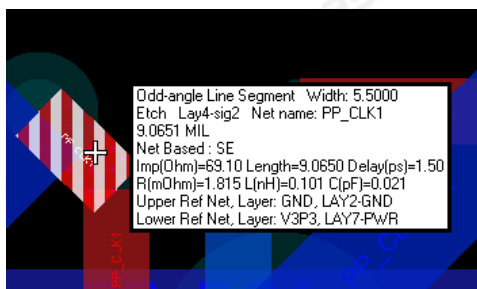 Odd-angle Line Segment Width: 5.5000
Etch Lay4-sig2 Net name: PP_CLK1
9.0651 MIL
Net Based : SE
Imp(Ohm)=69.10 Length=9.0650 Delay(ps)=1.50
R(mOhm)=1.815 L(nH)=0.101 C(pF)=0.021
Upper Ref Net, Layer: GND, LAY2-GND
Lower Ref Net, Layer: V3P3, LAY7-PWR
PP_CLK1